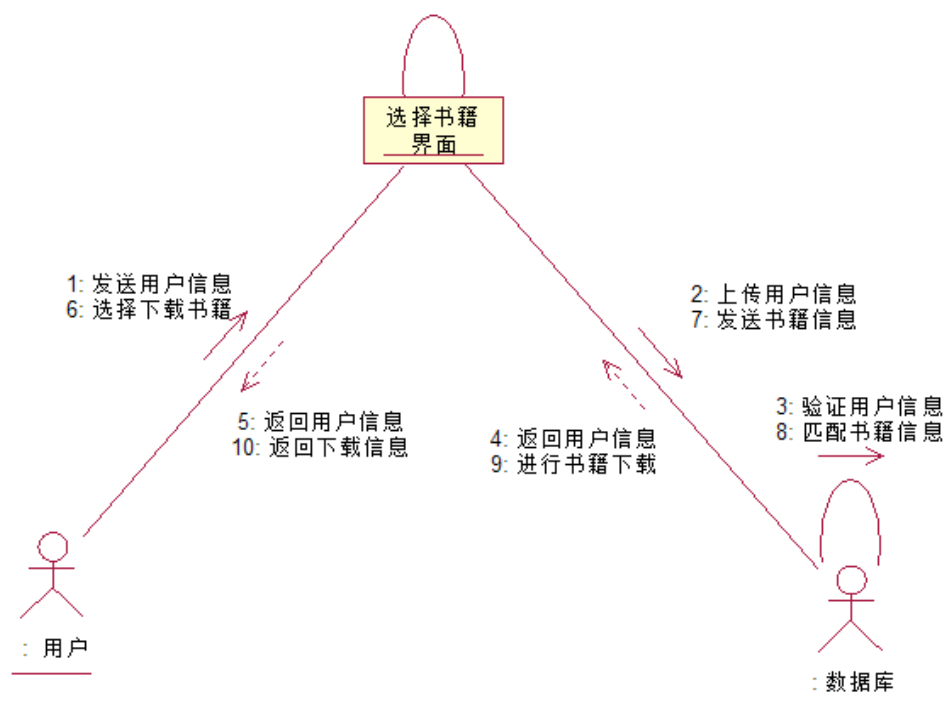 选择书籍
界面
1: 发送用户信息
6: 选择下载书籍
2: 上传用户信息
7: 发送书籍信息
5: 返回用户信息
10: 返回下载信息
4: 返回用户信息
9: 进行书籍下载
3: 验证用户信息
8: 匹配书籍信息
: 用户
: 数据库